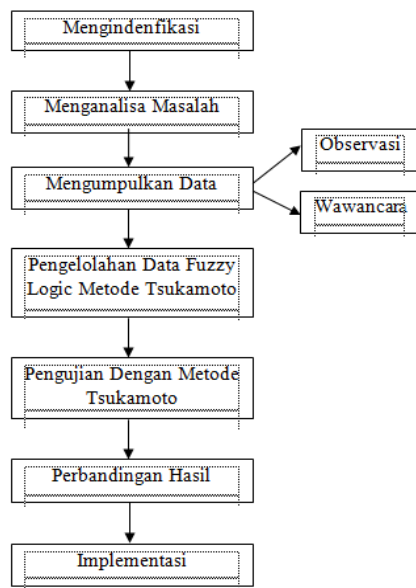 Mengindenfikasi
Menganalisa Masalah
Mengumpulkan Data
Observasi
Wawancara
Pengelolahan Data Fuzzy
Logic Metode Tsukamoto
Pengujian Dengan Metode
Tsukamoto
Perbandingan Hasil
Implementasi